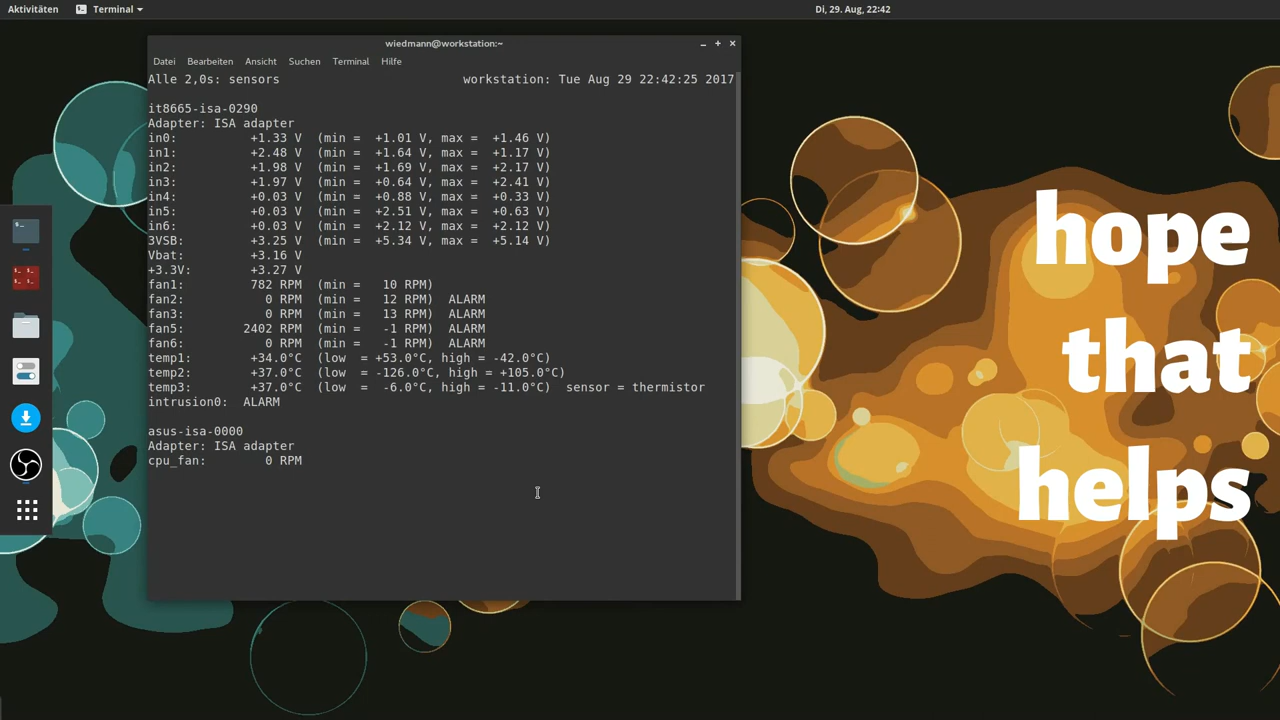 Aktivitäten Terminal Di, 29. Aug, 22:42
wiedmann@workstation:~
Datei Bearbeiten Ansicht Suchen Terminal Hilfe
Alle 2,0s: sensors workstation: Tue Aug 29 22:42:25 2017
it8665-isa-0290
Adapter: ISA adapter
in0: +1.33 V (min = +1.01 V, max = +1.46 V)
in1: +2.48 V (min = +1.64 V, max = +1.17 V)
in2: +1.98 V (min = +1.69 V, max = +2.17 V)
in3: +1.97 V (min = +0.64 V, max = +2.41 V)
in4: +0.03 V (min = +0.88 V, max = +0.33 V)
in5: +0.03 V (min = +2.51 V, max = +0.63 V)
in6: +0.03 V (min = +2.12 V, max = +2.12 V)
3VSB: +3.25 V (min = +5.34 V, max = +5.14 V)
Vbat: +3.16 V
+3.3V: +3.27 V
fan1: 782 RPM (min = 10 RPM)
fan2: 0 RPM (min = 12 RPM) ALARM
fan3: 0 RPM (min = 13 RPM) ALARM
fan5: 2402 RPM (min = -1 RPM) ALARM
fan6: 0 RPM (min = -1 RPM) ALARM
temp1: +34.0°C (low = +53.0°C, high = -42.0°C)
temp2: +37.0°C (low = -126.0°C, high = +105.0°C)
temp3: +37.0°C (low = -6.0°C, high = -11.0°C) sensor = thermistor
intrusion0: ALARM
asus-isa-0000
Adapter: ISA adapter
cpu_fan: 0 RPM
hope
that
helps